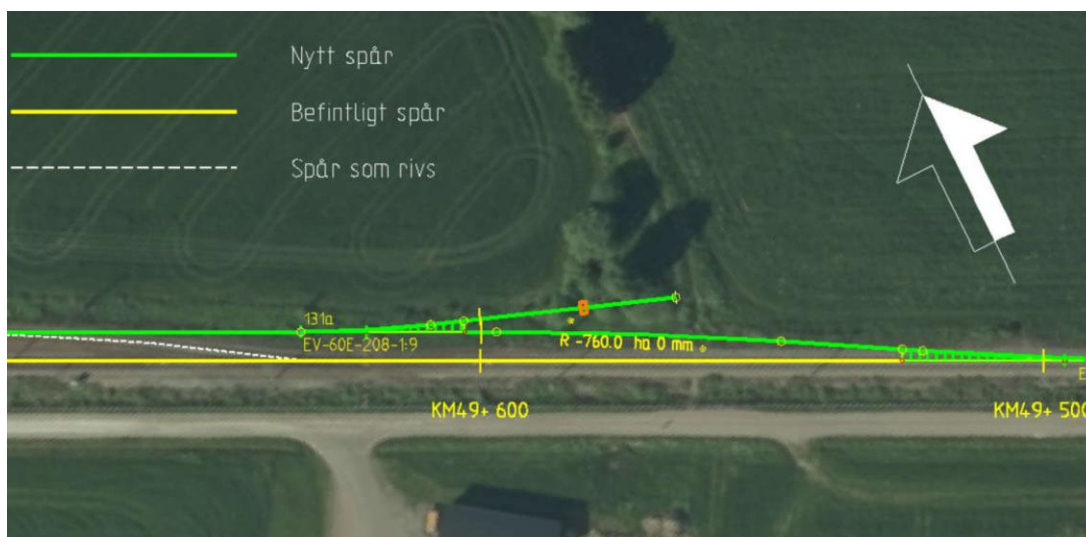 Nytt spår
Befintligt spår
Spår som rivs
131a
EV-60E-208-1:9
R -760.0 ha 0 mm
E
KM49+ 600
KM49+ 500